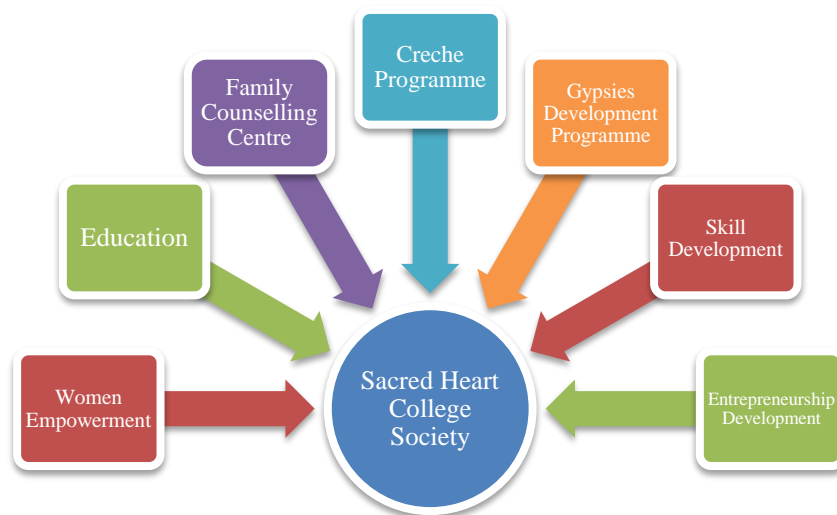 Creche
Programme
Family
Counselling
Centre
Gypsies
Development
Programme
Education
Skill
Development
Women
Empowerment
Sacred Heart
College
Society
Entrepreneurship
Development